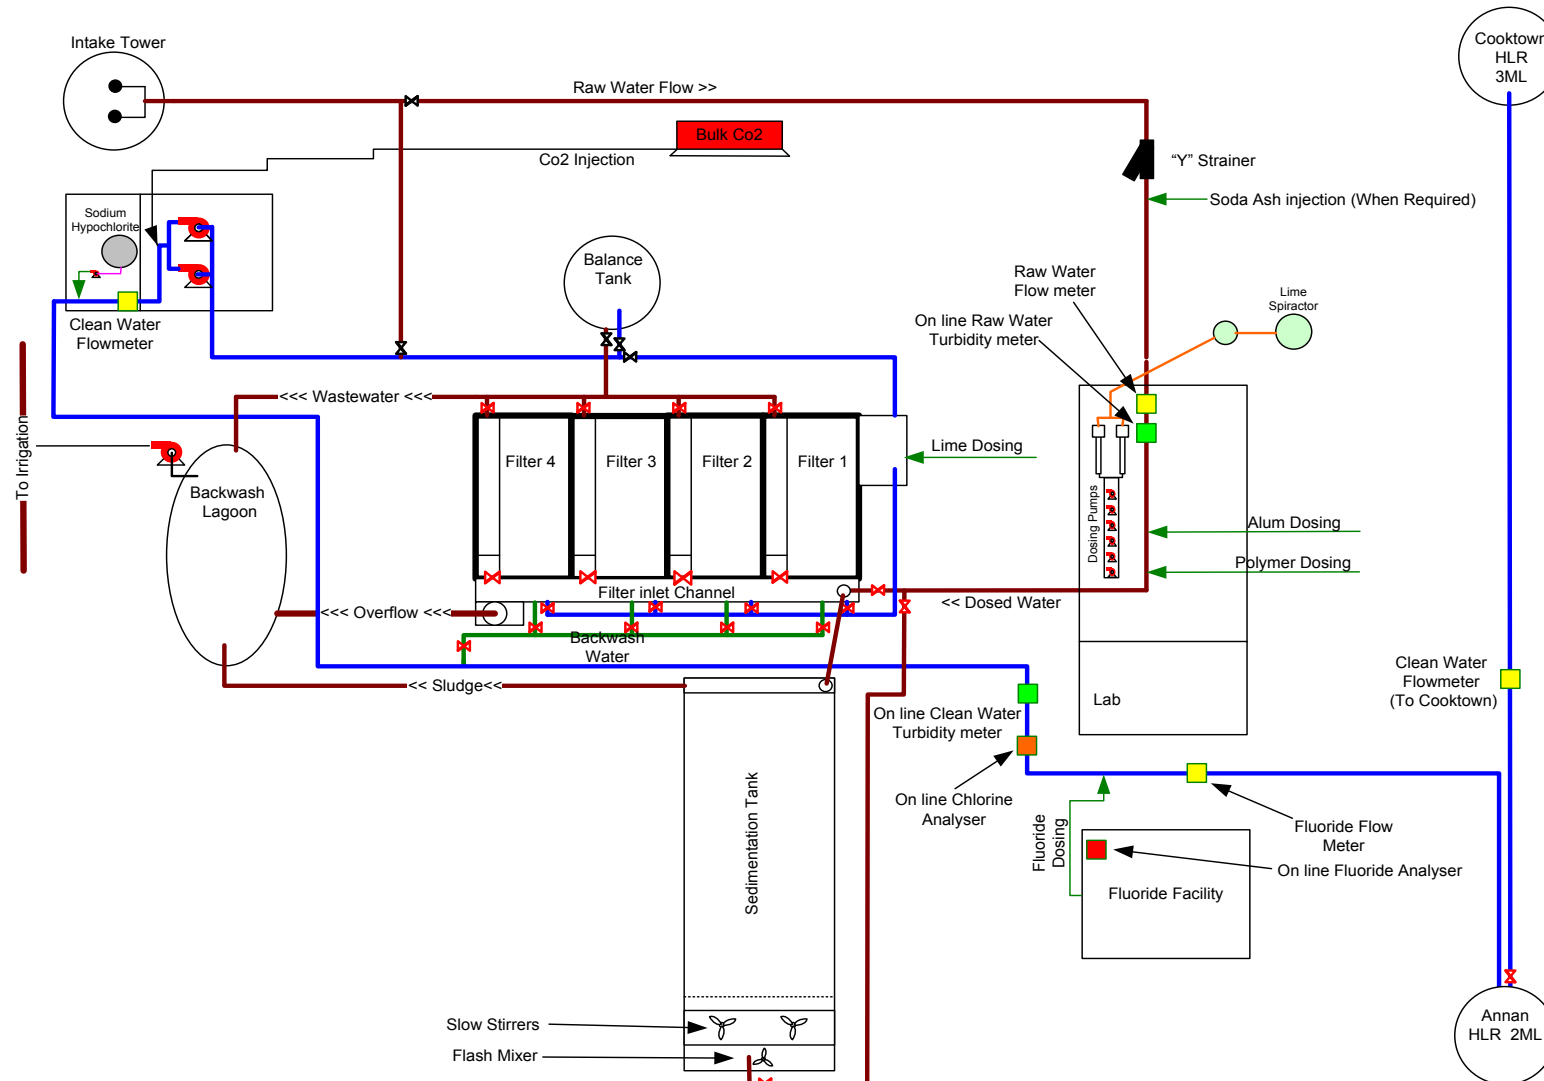 Intake Tower
Raw Water Flow >>
Cooktown
HLR
3ML
Bulk Co2
Co2 Injection
"Y" Strainer
Soda Ash injection (When Required)
Sodium
Hypochlorite
Balance
Tank
Raw Water
Flow meter
Lime
Spiractor
On line Raw Water
Turbidity meter
Clean Water
Flowmeter
<<< Wastewater <<<
To Irrigation
Backwash
Lagoon
Filter 4
Filter 3
Filter 2
Filter 1
Lime Dosing
Dosing Pumps
Alum Dosing
Polymer Dosing
Filter inlet Channel
<< Dosed Water
<<< Overflow <<<
Backwash
Water
<< Sludge<<
Lab
Clean Water
Flowmeter
(To Cooktown)
On line Clean Water
Turbidity meter
On line Chlorine
Analyser
Sedimentation Tank
Fluoride
Dosing
Fluoride Flow
Meter
On line Fluoride Analyser
Fluoride Facility
Slow Stirrers
Flash Mixer
Annan
HLR 2ML